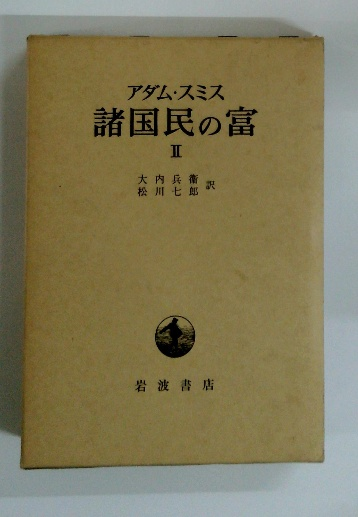 アダム・スミス
諸国民の富
II
大内兵衛
松川七郎 訳
岩波書店